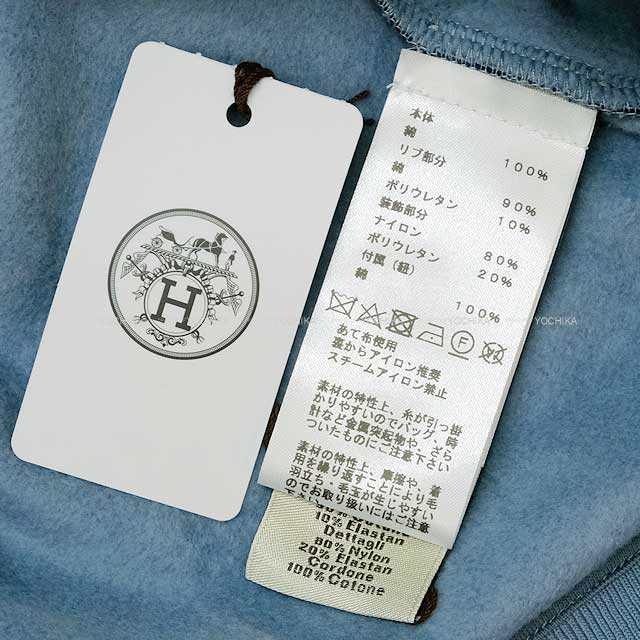 H
本体
綿 100%
リブ部分
綿 90%
ポリウレタン 10%
装飾部分
ナイロン 80%
ポリウレタン 20%
付属(紐)
綿 100%
F
あて布使用
裏からアイロン推奨
スチームアイロン禁止
素材の特性上、糸が引っ掛
かりやすいのでバッグ、時
計など金属突起物や、ざら
ついたものにご注意下さい
素材の特性上、摩擦や、着
用を繰り返すことにより毛
羽立ち・毛玉が生じやすい
のでお取り扱いにはご注意
10% Elastan
Dettagli
80% Nylon
20% Elastan
Cordone
100% Cotone
YOCHIKA